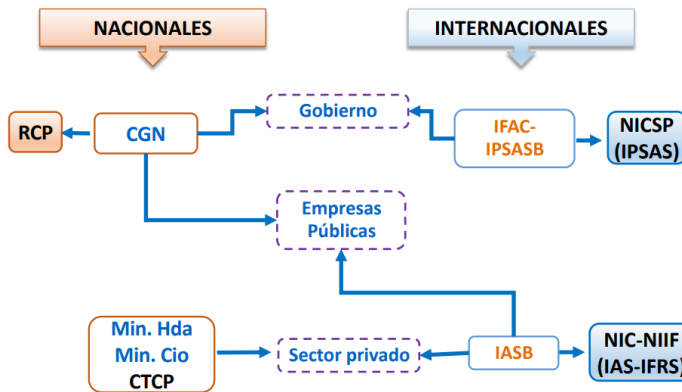 NACIONALES
INTERNACIONALES
RCP
CGN
Gobierno
IFAC-
IPSASB
NICSP
(IPSAS)
Empresas
Públicas
Min. Hda
Min. Cio
CTCP
Sector privado
IASB
NIC-NIIF
(IAS-IFRS)